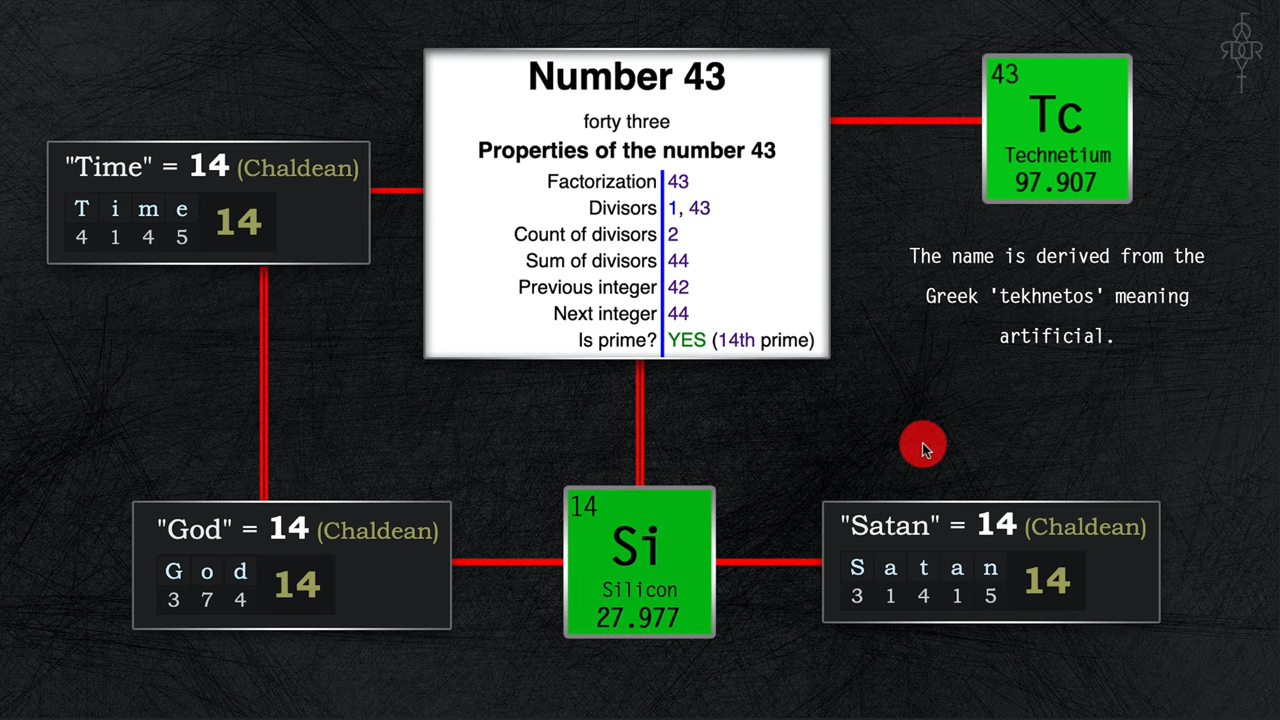 Number 43
forty three
Properties of the number 43
Factorization 43
Divisors 1, 43
Count of divisors 2
Sum of divisors 44
Previous integer 42
Next integer 44
Is prime? YES (14th prime)
43
Tc
Technetium
97.907
The name is derived from the
Greek 'tekhnetos' meaning
artificial.
"Time" = 14 (Chaldean)
T i m e 14
4 1 4 5
"God" = 14 (Chaldean)
G o d 14
3 7 4
14
Si
Silicon
27.977
"Satan" = 14 (Chaldean)
S a t a n 14
3 1 4 1 5